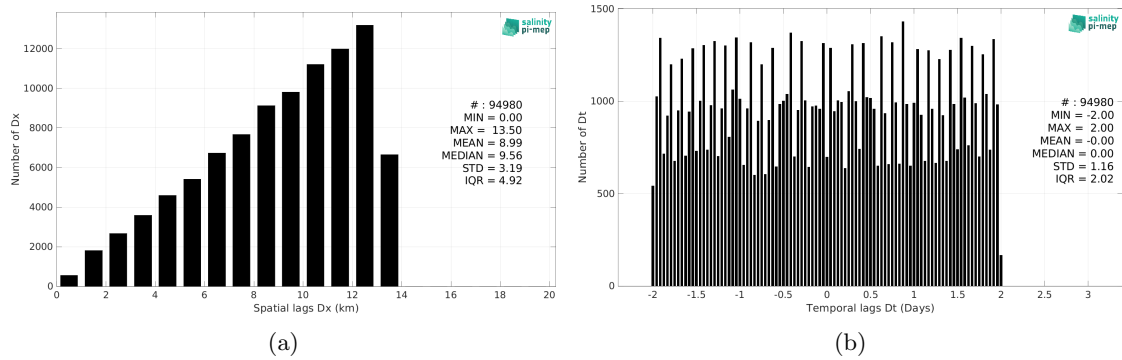 salinity
pi-mep
# : 94980
MIN = 0.00
MAX = 13.50
MEAN = 8.99
MEDIAN = 9.56
STD = 3.19
IQR = 4.92
Number of Dx
12000
10000
8000
6000
4000
2000
0
0 2 4 6 8 10 12 14 16 18 20
Spatial lags Dx (km)
(a)
salinity
pi-mep
# : 94980
MIN = -2.00
MAX = 2.00
MEAN = -0.00
MEDIAN = 0.00
STD = 1.16
IQR = 2.02
Number of Dt
1500
1000
500
0
-2 -1.5 -1 -0.5 0 0.5 1 1.5 2 2.5 3
Temporal lags Dt (Days)
(b)